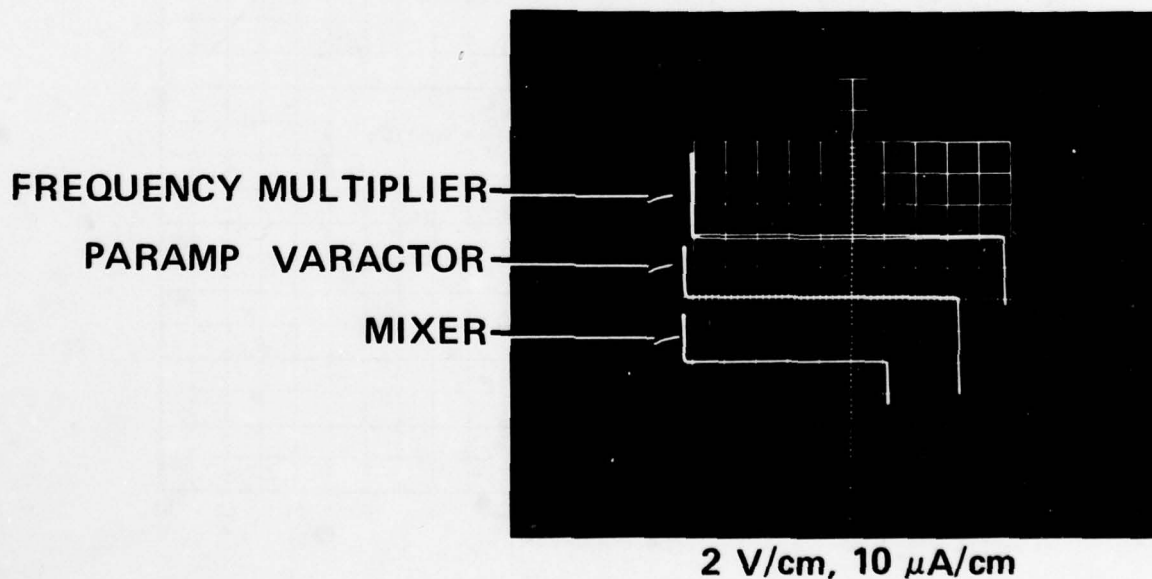 FREQUENCY MULTIPLIER
PARAMP VARACTOR
MIXER
2 V/cm, 10 μA/cm